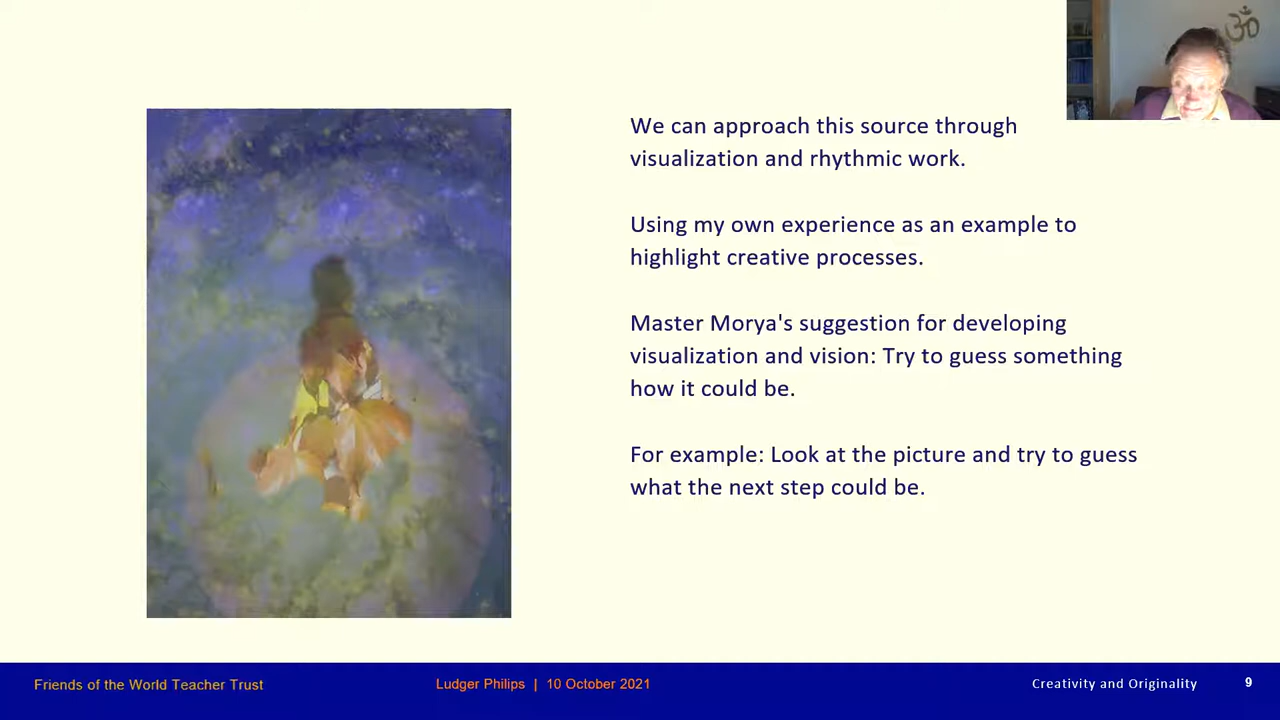 We can approach this source through
visualization and rhythmic work.
Using my own experience as an example to
highlight creative processes.
Master Morya's suggestion for developing
visualization and vision: Try to guess something
how it could be.
For example: Look at the picture and try to guess
what the next step could be.
Friends of the World Teacher Trust
Ludger Philips | 10 October 2021
Creativity and Originality
9
ॐ